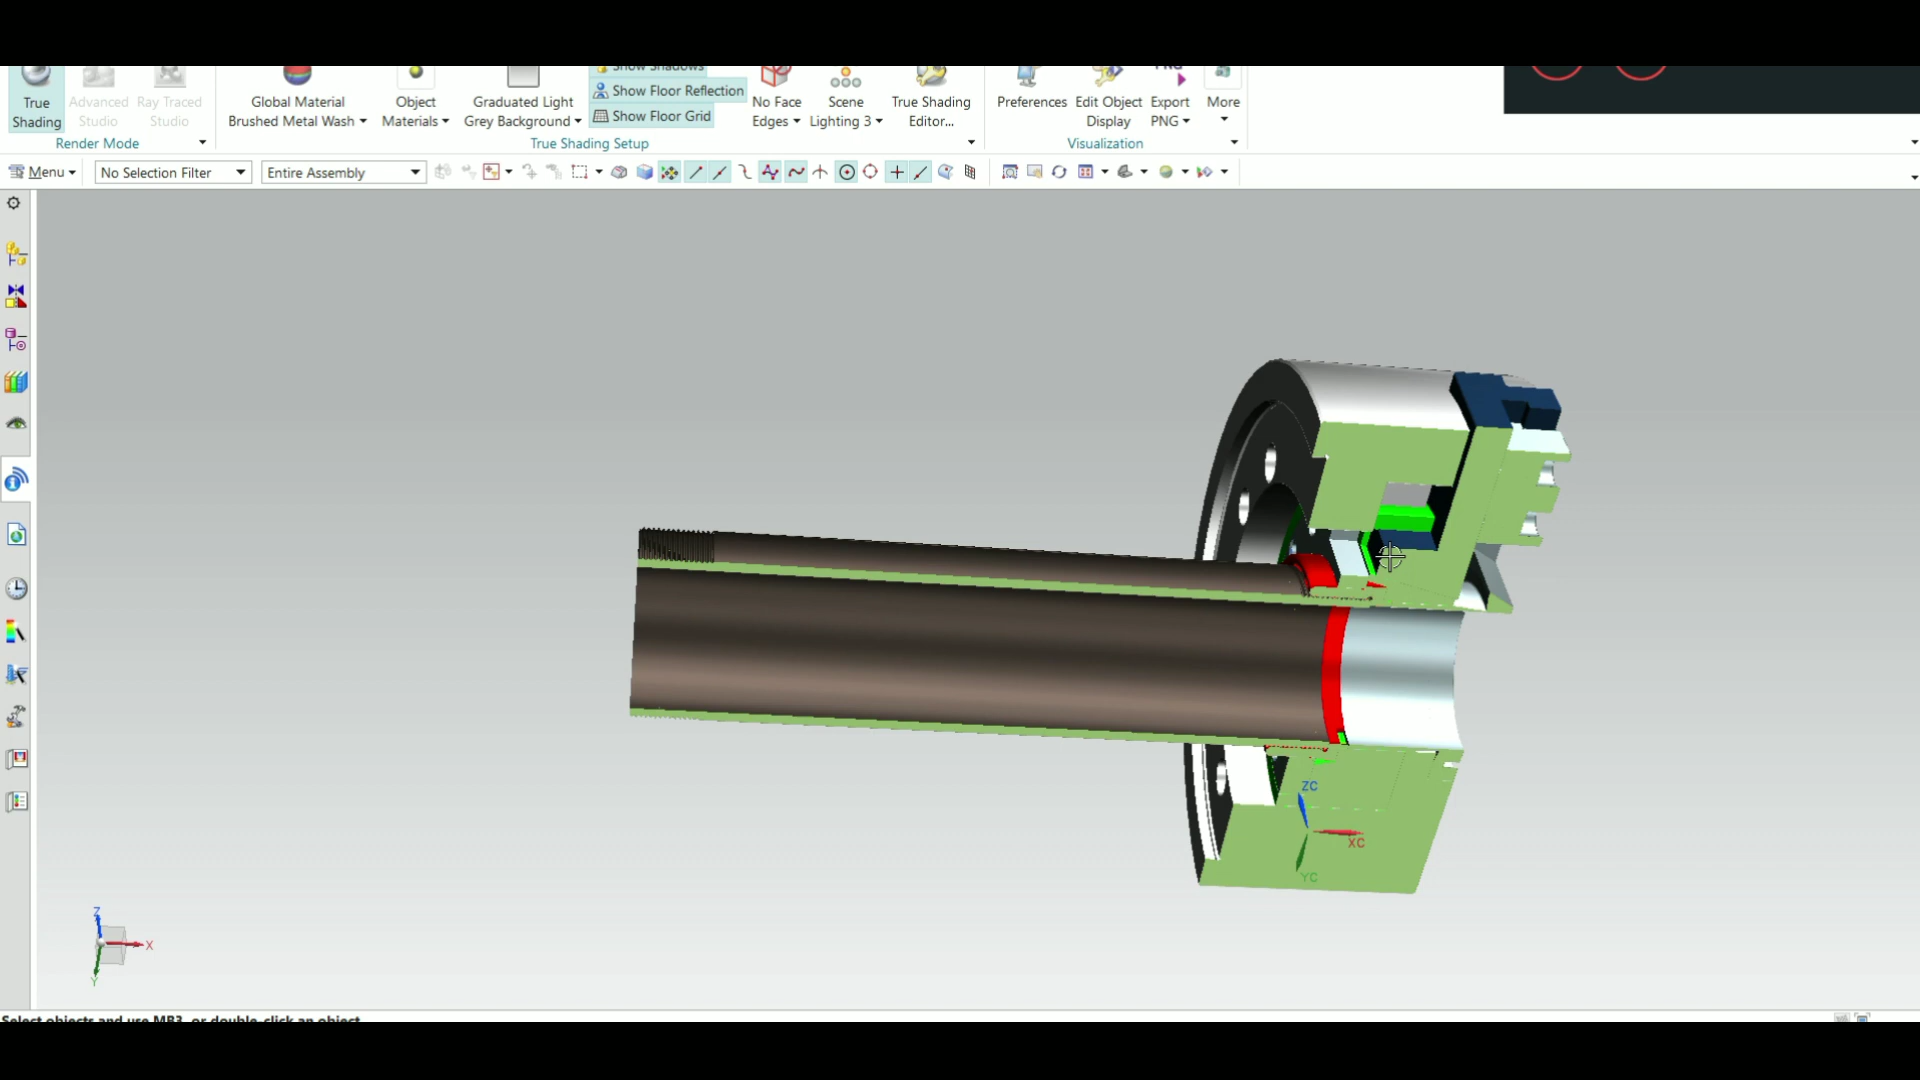 Show Shadows
True Shading
Advanced Studio
Ray Traced Studio
Global Material Brushed Metal Wash
Object Materials
Graduated Light Grey Background
Show Floor Reflection
Show Floor Grid
No Face Edges
Scene Lighting 3
True Shading Editor...
Preferences
Edit Object Display
Export PNG
More
Render Mode
True Shading Setup
Visualization
Menu
No Selection Filter
Entire Assembly
ZC
XC
YC
Z
X
Y
Select objects and use MB3, or double-click an object